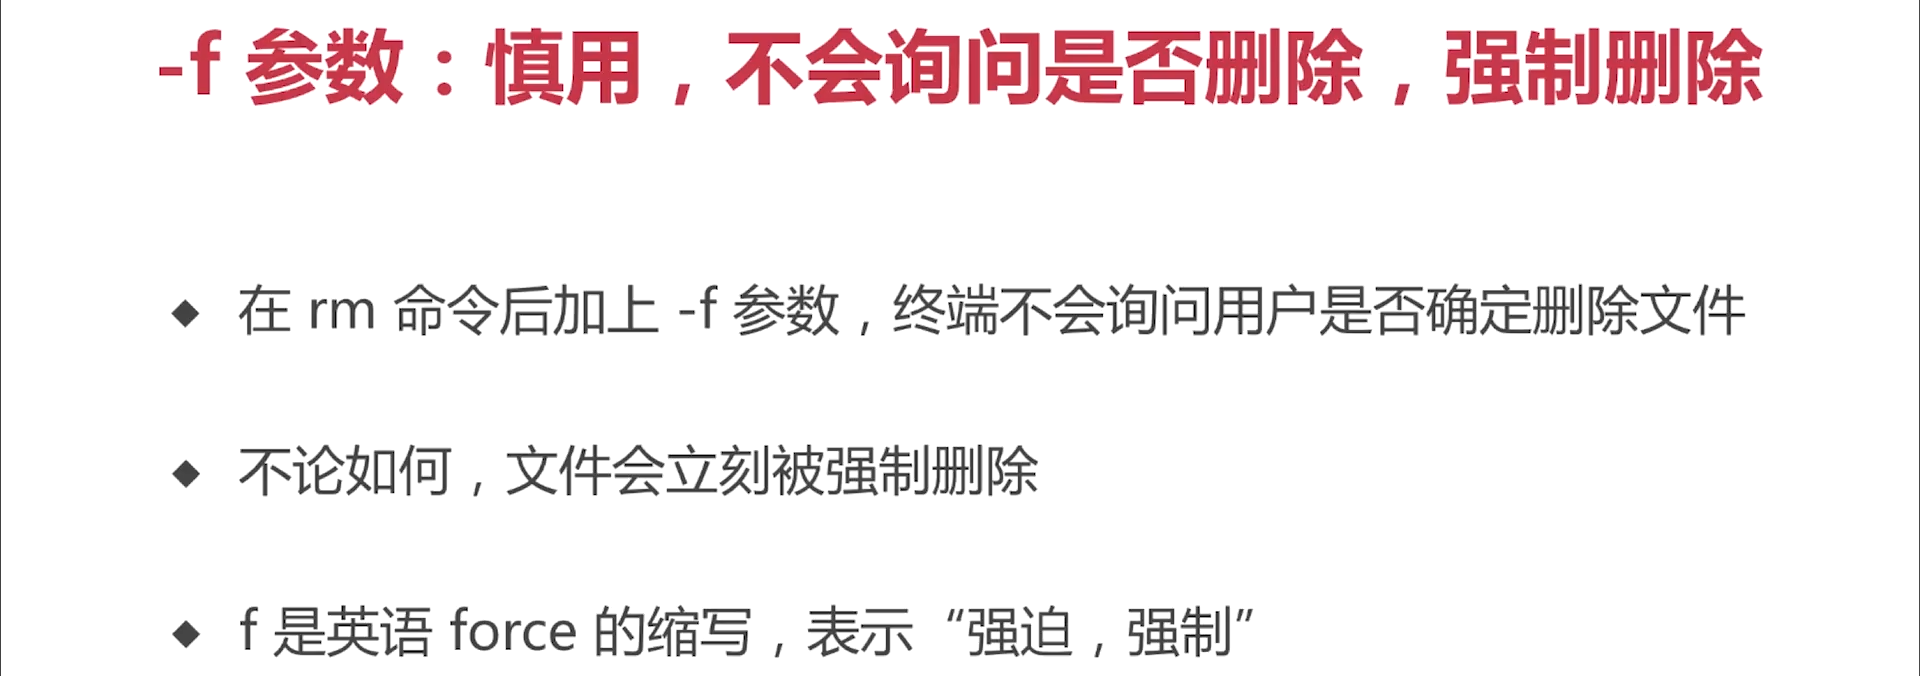 -f 参数：慎用，不会询问是否删除，强制删除
◆ 在 rm 命令后加上 -f 参数，终端不会询问用户是否确定删除文件
◆ 不论如何，文件会立刻被强制删除
◆ f 是英语 force 的缩写，表示“强迫，强制”